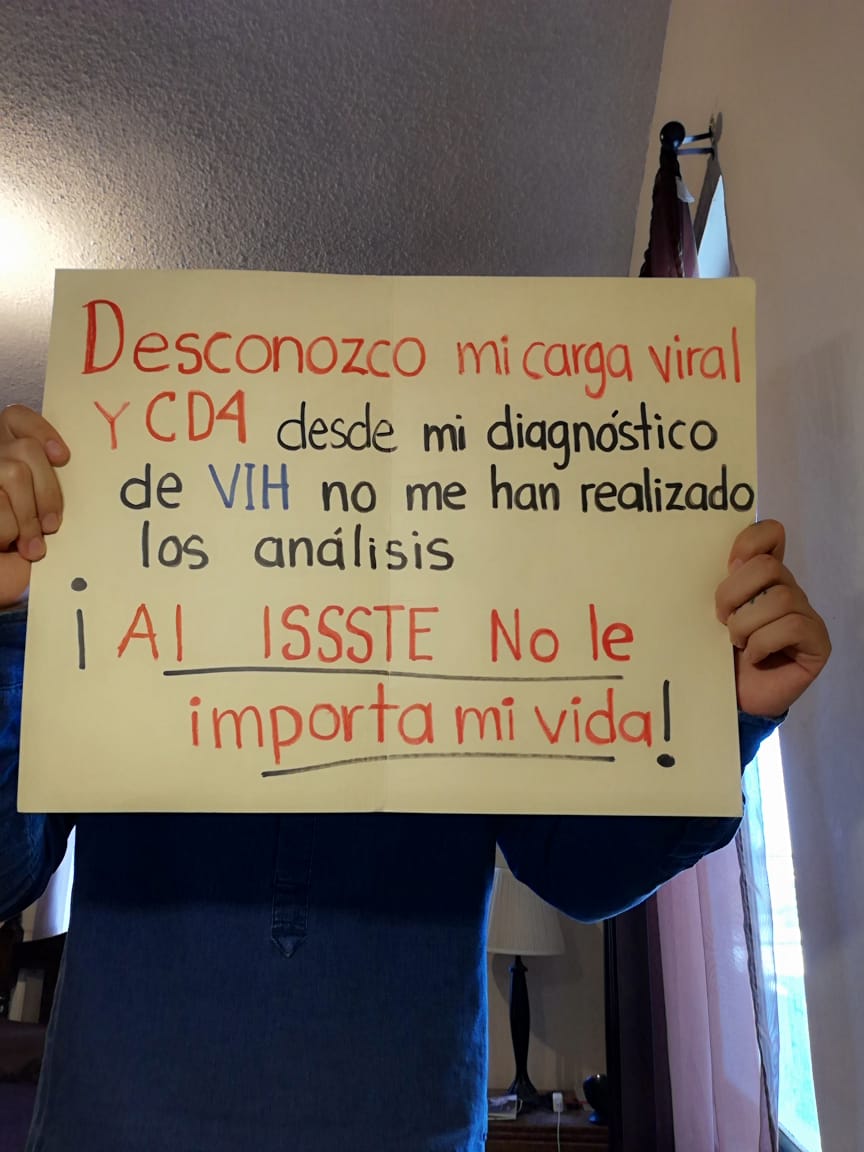 Desconozco mi carga viral
Y CD4 desde mi diagnóstico
de VIH no me han realizado
los análisis
¡Al ISSSTE No le
importa mi vida!